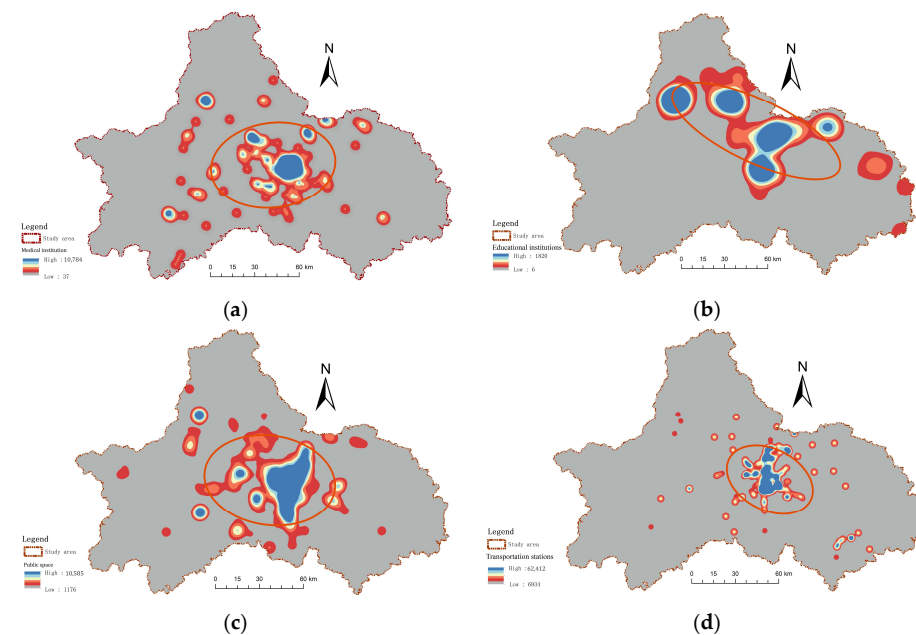 N
Legend
Study area
Medical institution
High : 10,784
Low : 37
0 15 30 60 km
(a)
N
Legend
Study area
Educational institutions
High : 1820
Low : 6
0 15 30 60 km
(b)
N
Legend
Study area
Public space
High : 10,585
Low : 1176
0 15 30 60 km
(c)
N
Legend
Study area
Transportation stations
High :62,412
Low : 6934
0 15 30 60 km
(d)